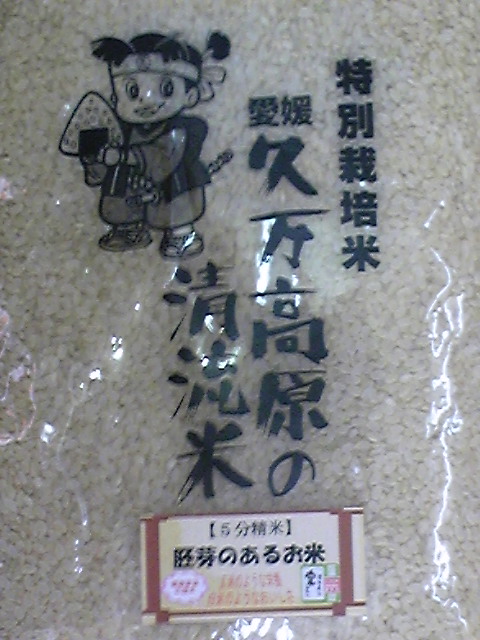 特別栽培米
愛媛
久万高原の
清流米
【5分精米】
胚芽のあるお米